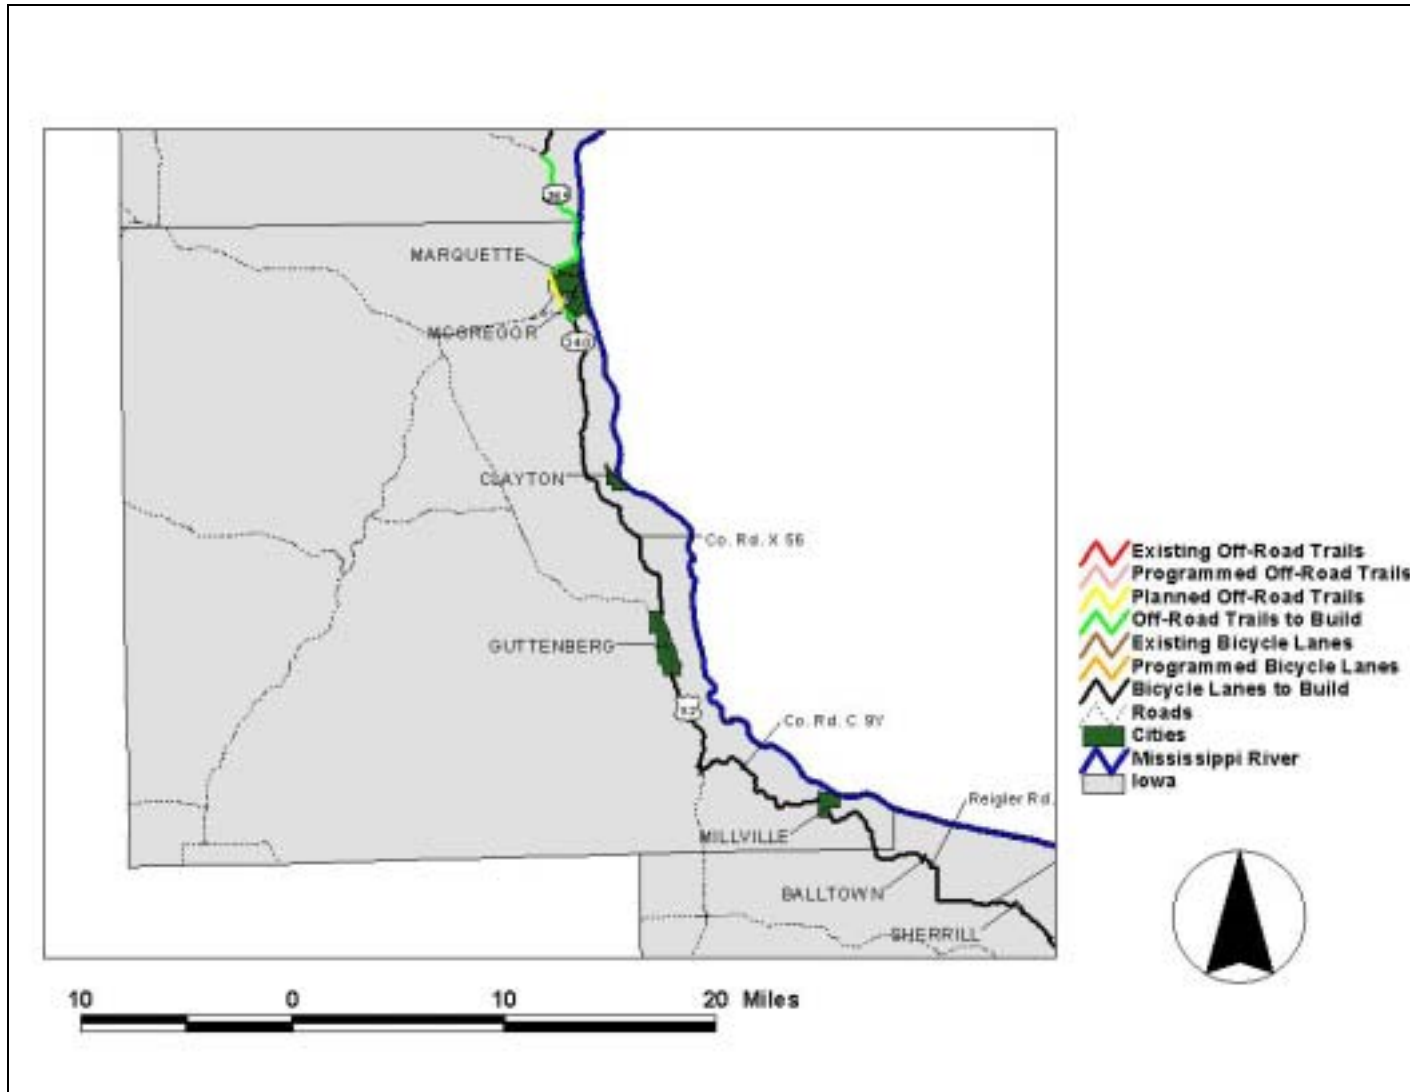 MARQUETTE
MCGREGOR
CLAYTON
Co. Rd. X 56
GUTTENBERG
52
Co. Rd. C 9Y
Reigler Rd.
MILLVILLE
BALLTOWN
SHERRILL
Existing Off-Road Trails
Programmed Off-Road Trails
Planned Off-Road Trails
Off-Road Trails to Build
Existing Bicycle Lanes
Programmed Bicycle Lanes
Bicycle Lanes to Build
Roads
Cities
Mississippi River
Iowa
10 0 10 20 Miles